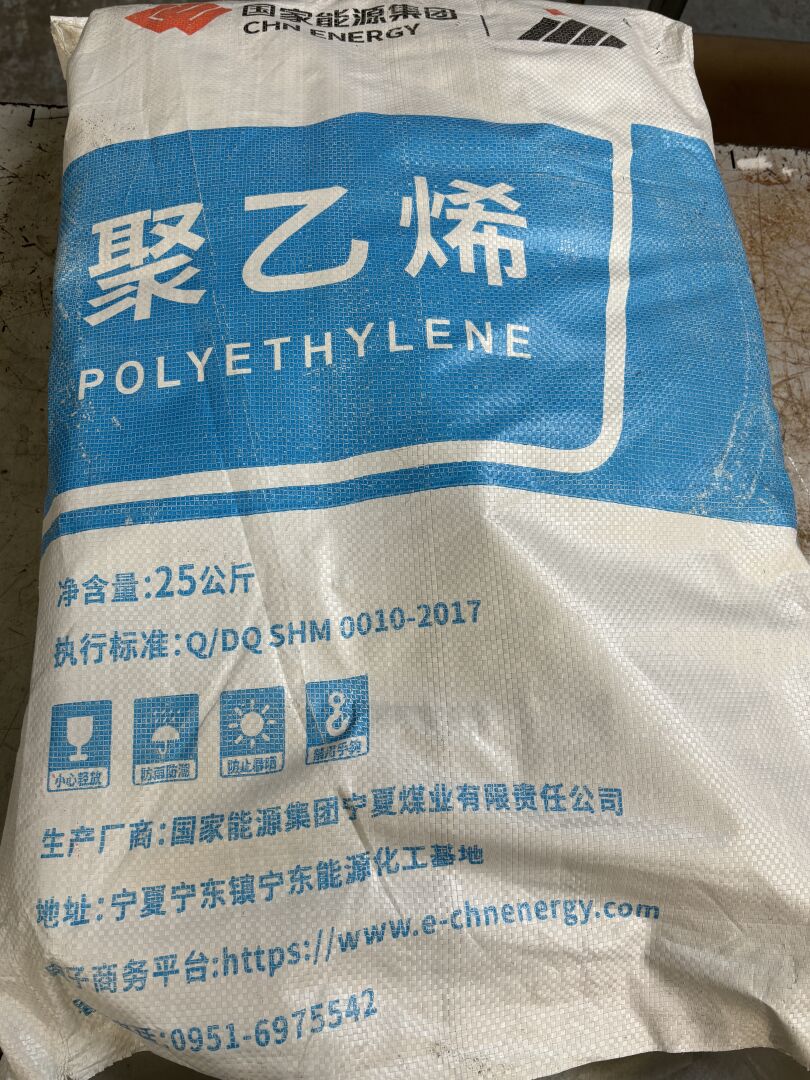 国家能源集团
CHN ENERGY
聚乙烯
POLYETHYLENE
净含量:25公斤
执行标准:Q/DQ SHM 0010-2017
小心轻放
防雨防潮
防止暴晒
禁用手钩
生产厂商:国家能源集团宁夏煤业有限责任公司
地址:宁夏宁东镇宁东能源化工基地
子商务平台:https://www.e-chnenergy.com
:0951-6975542